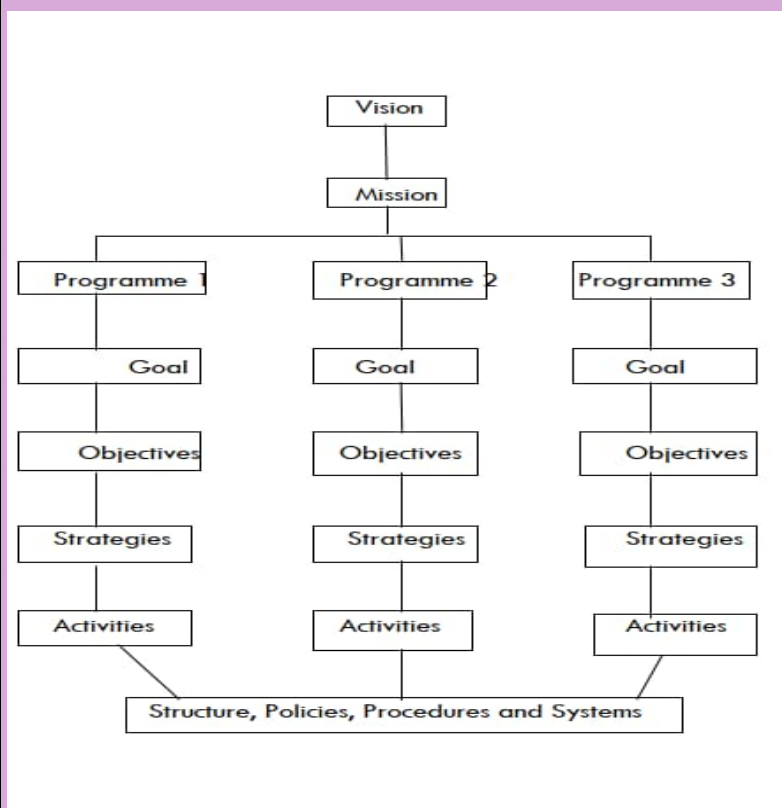 Vision
Mission
Programme 1 Programme 2 Programme 3
Goal Goal Goal
Objectives Objectives Objectives
Strategies Strategies Strategies
Activities Activities Activities
Structure, Policies, Procedures and Systems